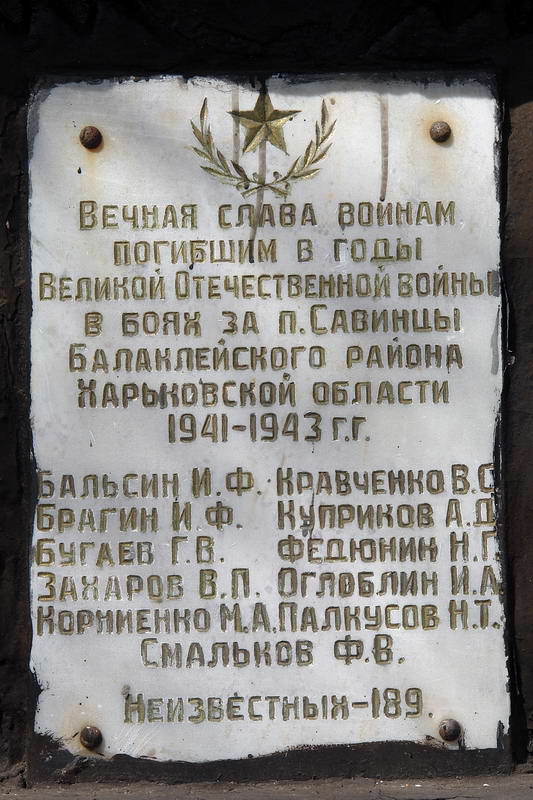 Вечная слава воинам
погибшим в годы
Великой Отечественной войны
в боях за п. Савинцы
Балаклейского района
Харьковской области
1941-1943 г.г.
Бальсин И.Ф. Кравченко В.С
Брагин И Ф. Куприков А.Д
Бугаев Г.В. Федюнин Н.Г
Захаров В.П. Оглоблин И.А
Корниенко М.А. Палкусов Н.Т.
Смальков Ф.В.
Неизвестных-189.